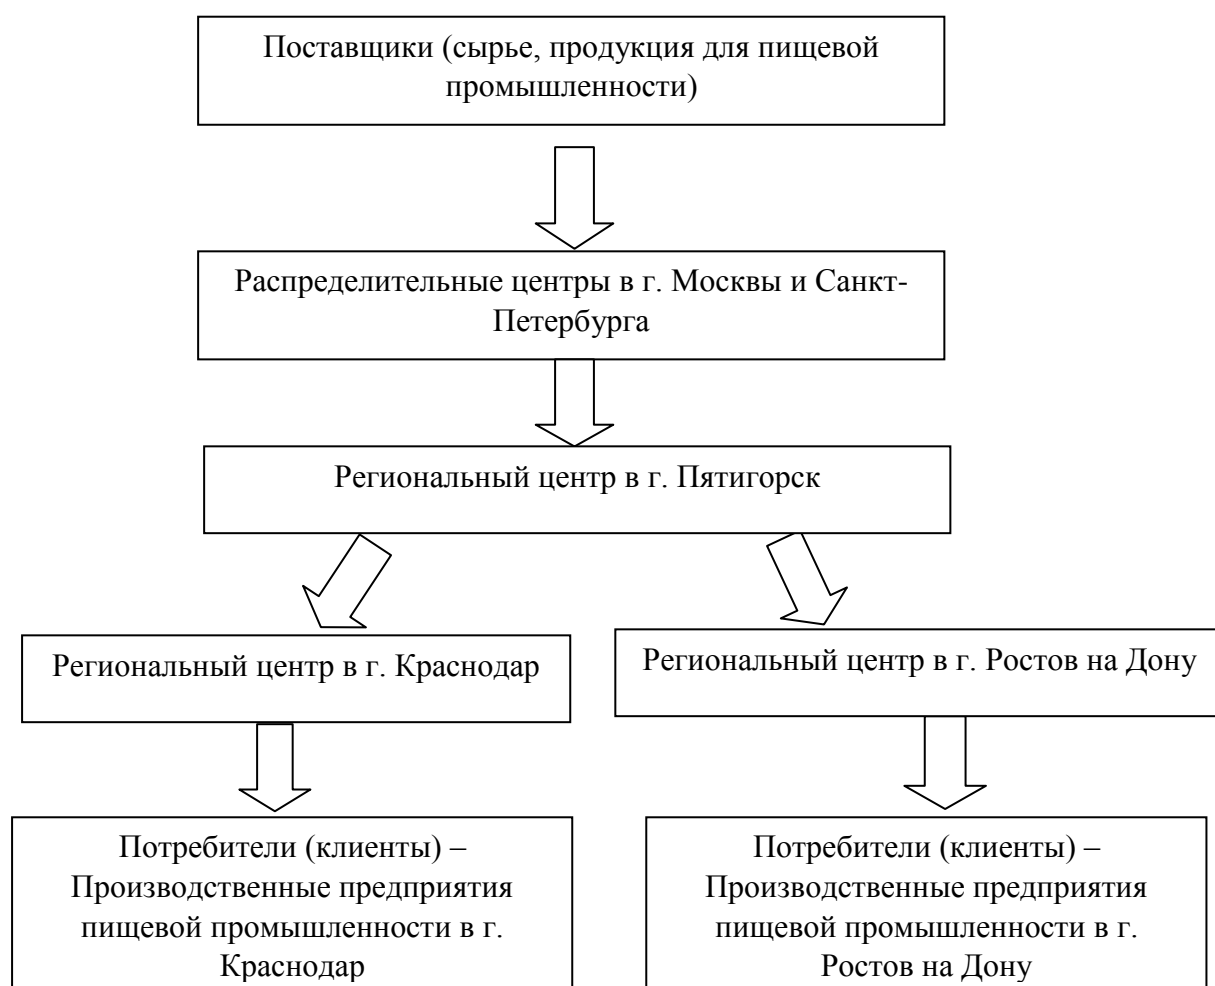 Поставщики (сырье, продукция для пищевой
промышленности)
Распределительные центры в г. Москвы и Санкт-
Петербурга
Региональный центр в г. Пятигорск
Региональный центр в г. Краснодар
Региональный центр в г. Ростов на Дону
Потребители (клиенты) –
Производственные предприятия
пищевой промышленности в г.
Краснодар
Потребители (клиенты) –
Производственные предприятия
пищевой промышленности в г.
Ростов на Дону